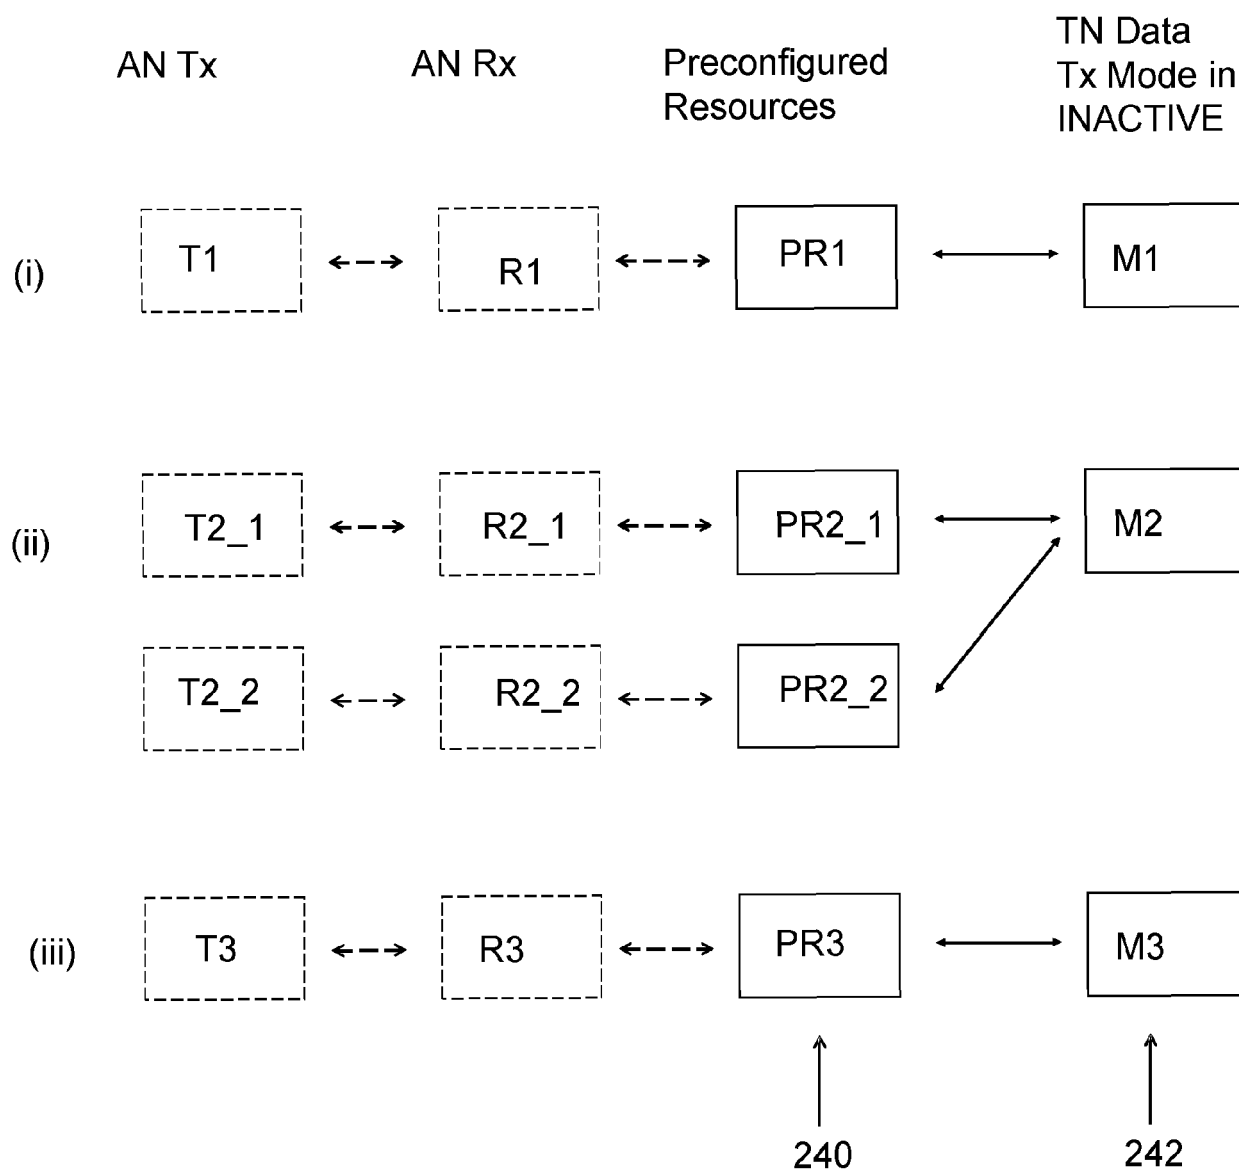 AN Tx
AN Rx
Preconfigured
Resources
TN Data
Tx Mode in
INACTIVE
(i)
T1
R1
PR1
M1
(ii)
T2_1
R2_1
PR2_1
M2
T2_2
R2_2
PR2_2
(iii)
T3
R3
PR3
M3
240
242